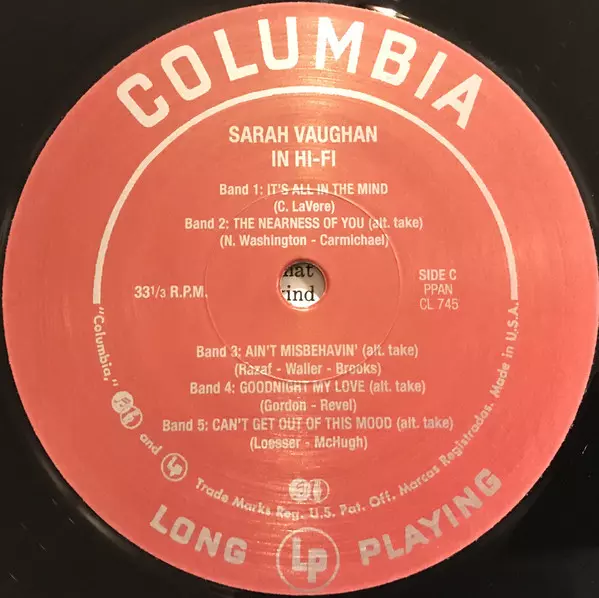 COLUMBIA
SARAH VAUGHAN
IN HI-FI
Band 1: IT'S ALL IN THE MIND
(C. LaVere)
Band 2: THE NEARNESS OF YOU (alt. take)
(N. Washington - Carmichael)
33 1/3 R.P.M.
hat
kind
SIDE C
PPAN
CL 745
Band 3: AIN'T MISBEHAVIN' (alt. take)
(Razaf - Waller - Brooks)
Band 4: GOODNIGHT MY LOVE (alt. take)
(Gordon - Revel)
Band 5: CAN'T GET OUT OF THIS MOOD (alt. take)
(Loesser - McHugh)
"Columbia," and Lp Trade Marks Reg. U.S. Pat. Off. Marcas Registradas. Made in U.S.A.
LONG Lp PLAYING